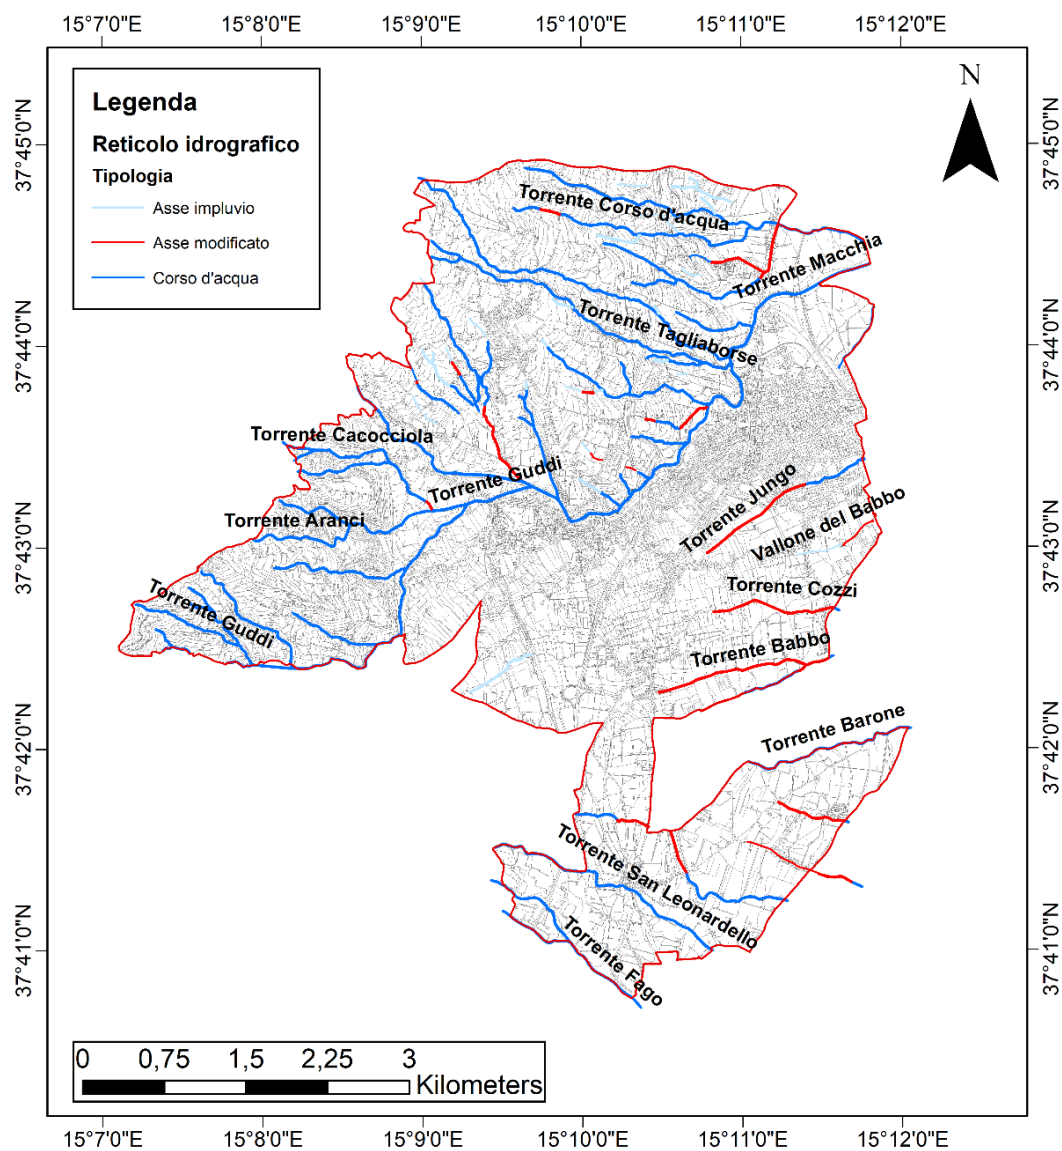 15°7'0"E 15°8'0"E 15°9'0"E 15°10'0"E 15°11'0"E 15°12'0"E
N
Legenda
Reticolo idrografico
Tipologia
Asse impluvio
Asse modificato
Corso d'acqua
37°45'0"N
37°45'0"N
Torrente Corso d'acqua
Torrente Macchia
37°44'0"N
37°44'0"N
Torrente Tagliaborse
Torrente Cacocciola
Torrente Guddi
Torrente Jungo
Vallone del Babbo
Torrente Aranci
37°43'0"N
37°43'0"N
Torrente Cozzi
Torrente Guddi
Torrente Babbo
Torrente Barone
37°42'0"N
37°42'0"N
Torrente San Leonardello
Torrente Fago
37°41'0"N
37°41'0"N
0 0,75 1,5 2,25 3
Kilometers
15°7'0"E 15°8'0"E 15°9'0"E 15°10'0"E 15°11'0"E 15°12'0"E